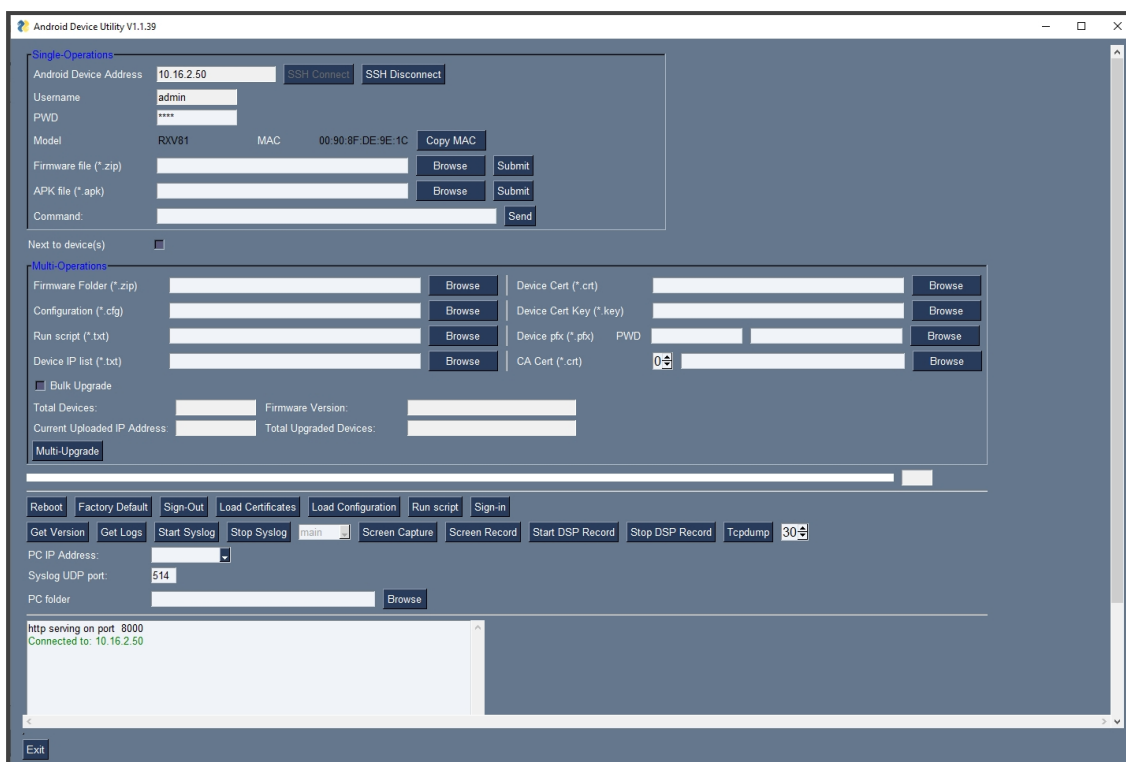 Android Device Utility V1.1.39
Single-Operations
Android Device Address 10.16.2.50 SSH Connect SSH Disconnect
Username admin
PWD ****
Model RXV81 MAC 00:90:8F:DE:9E:1C Copy MAC
Firmware file (*.zip) Browse Submit
APK file (*.apk) Browse Submit
Command: Send
Next to device(s)
Multi-Operations
Firmware Folder (*.zip) Browse Device Cert (*.crt) Browse
Configuration (*.cfg) Browse Device Cert Key (*.key) Browse
Run script (*.txt) Browse Device pfx (*.pfx) PWD Browse
Device IP list (*.txt) Browse CA Cert (*.crt) 0 Browse
Bulk Upgrade
Total Devices: Firmware Version:
Current Uploaded IP Address: Total Upgraded Devices:
Multi-Upgrade
Reboot Factory Default Sign-Out Load Certificates Load Configuration Run script Sign-in
Get Version Get Logs Start Syslog Stop Syslog main Screen Capture Screen Record Start DSP Record Stop DSP Record Tcpdump 30
PC IP Address:
Syslog UDP port: 514
PC folder Browse
http serving on port 8000
Connected to: 10.16.2.50
Exit